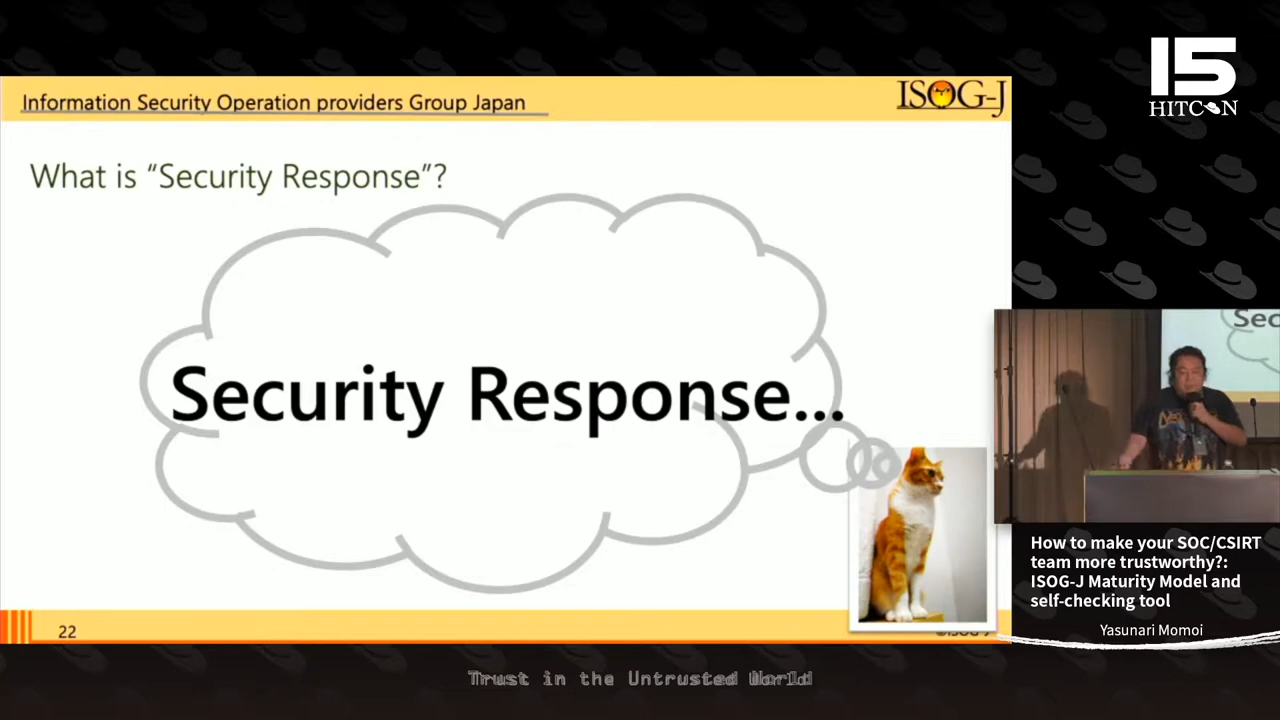 Information Security Operation providers Group Japan
ISOG-J
15
HITCON
What is “Security Response”?
Security Response...
Sec
How to make your SOC/CSIRT
team more trustworthy?:
ISOG-J Maturity Model and
self-checking tool
Yasunari Momoi
22
Trust in the Untrusted World